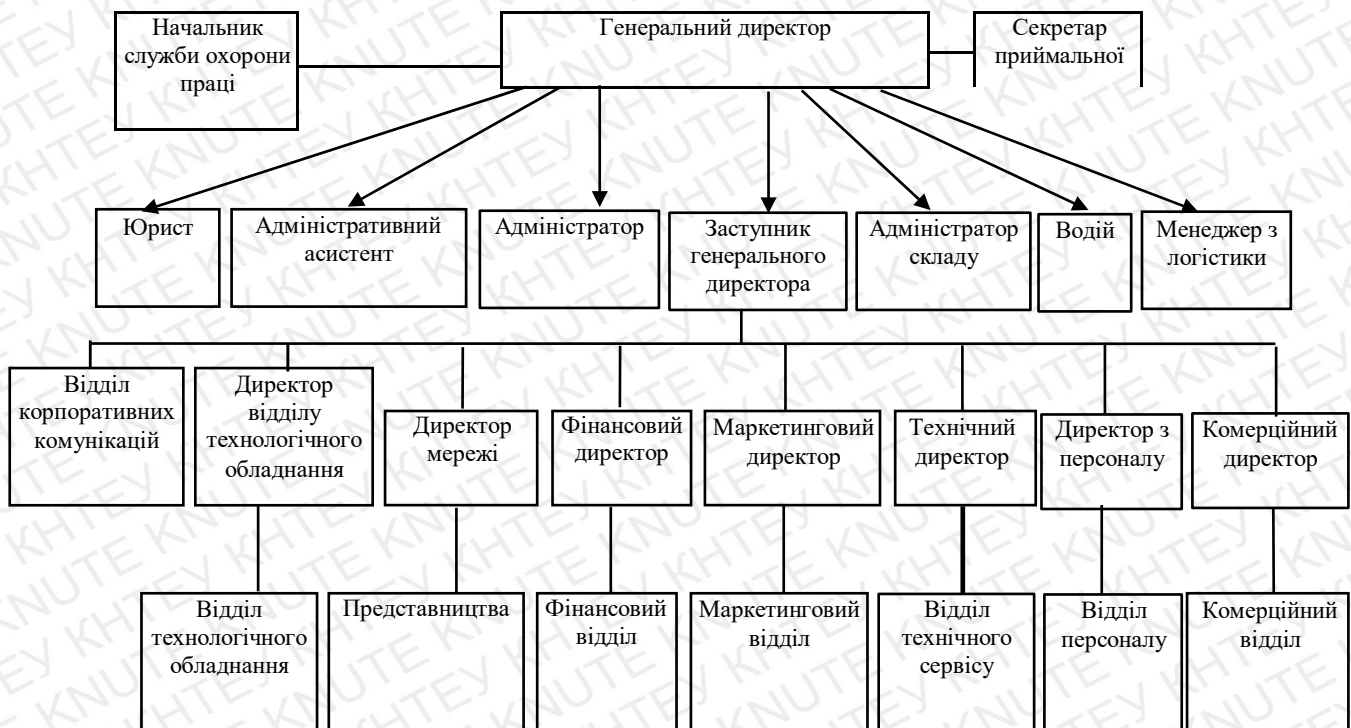 Начальник
служби охорони
праці
Генеральний директор
Секретар
приймальної
Юрист
Адміністративний
асистент
Адміністратор
Заступник
генерального
директора
Адміністратор
складу
Водій
Менеджер з
логістики
Відділ
корпоративних
комунікацій
Директор
відділу
технологічного
обладнання
Директор
мережі
Фінансовий
директор
Маркетинговий
директор
Технічний
директор
Директор з
персоналу
Комерційний
директор
Відділ
технологічного
обладнання
Представництва
Фінансовий
відділ
Маркетинговий
відділ
Відділ
технічного
сервісу
Відділ
персоналу
Комерційний
відділ